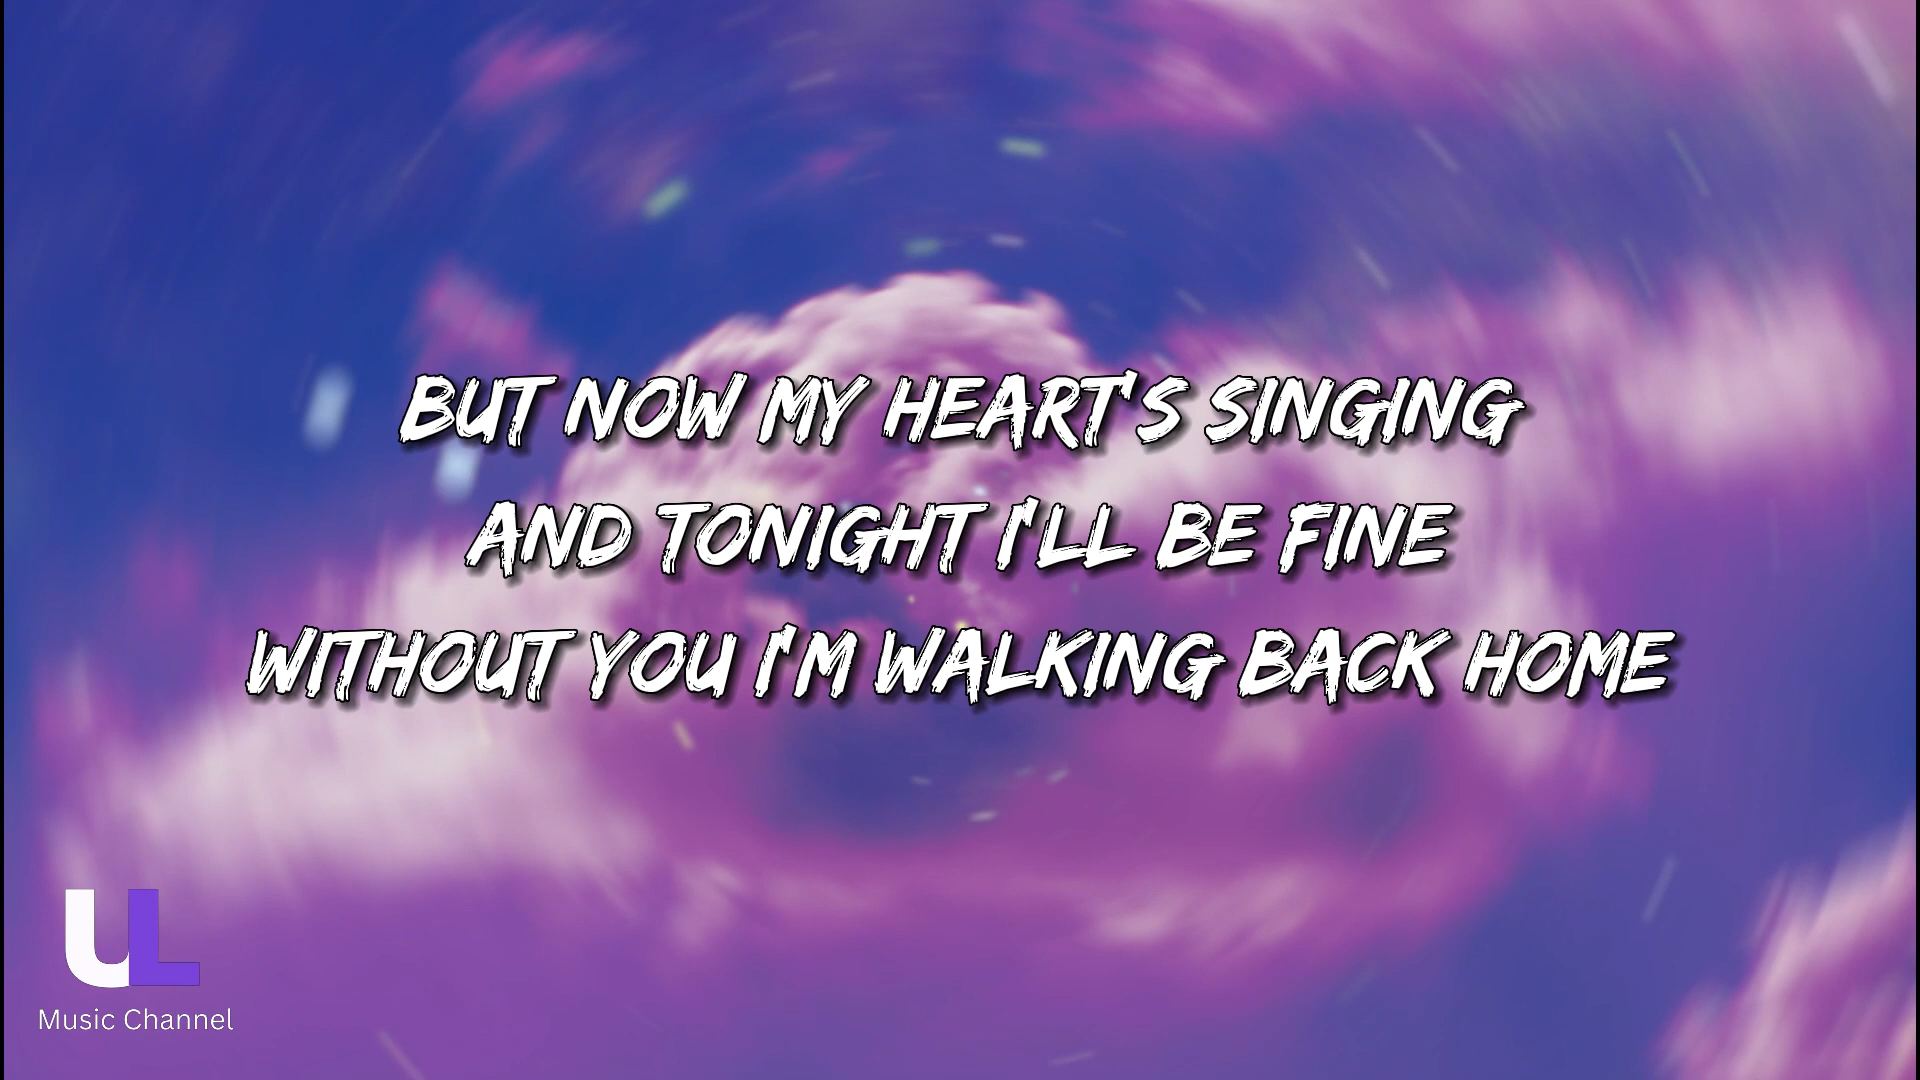 BUT NOW MY HEART'S SINGING
AND TONIGHT I'LL BE FINE
WITHOUT YOU I'M WALKING BACK HOME
UL
Music Channel